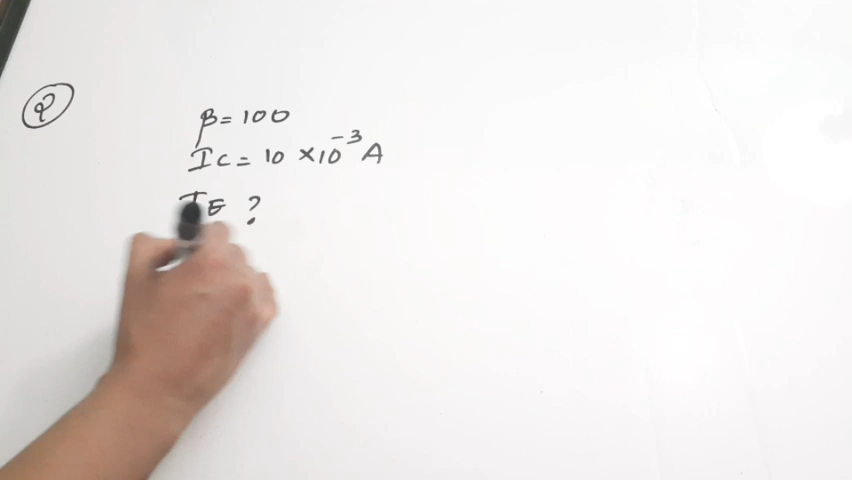 Q
β = 100
IC = 10 × 10⁻³ A
IE ?